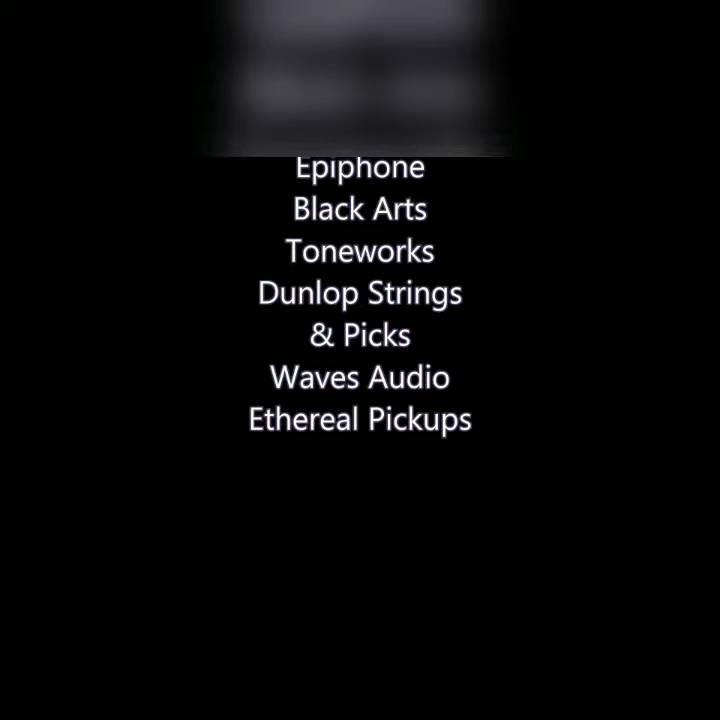 Epiphone
Black Arts
Toneworks
Dunlop Strings
& Picks
Waves Audio
Ethereal Pickups